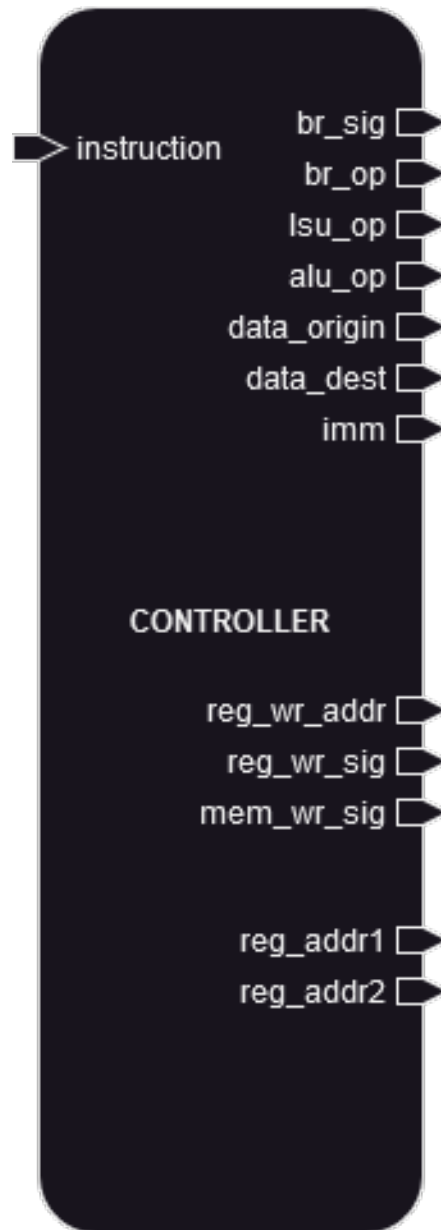 br_sig
instruction
br_op
lsu_op
alu_op
data_origin
data_dest
imm
CONTROLLER
reg_wr_addr
reg_wr_sig
mem_wr_sig
reg_addr1
reg_addr2